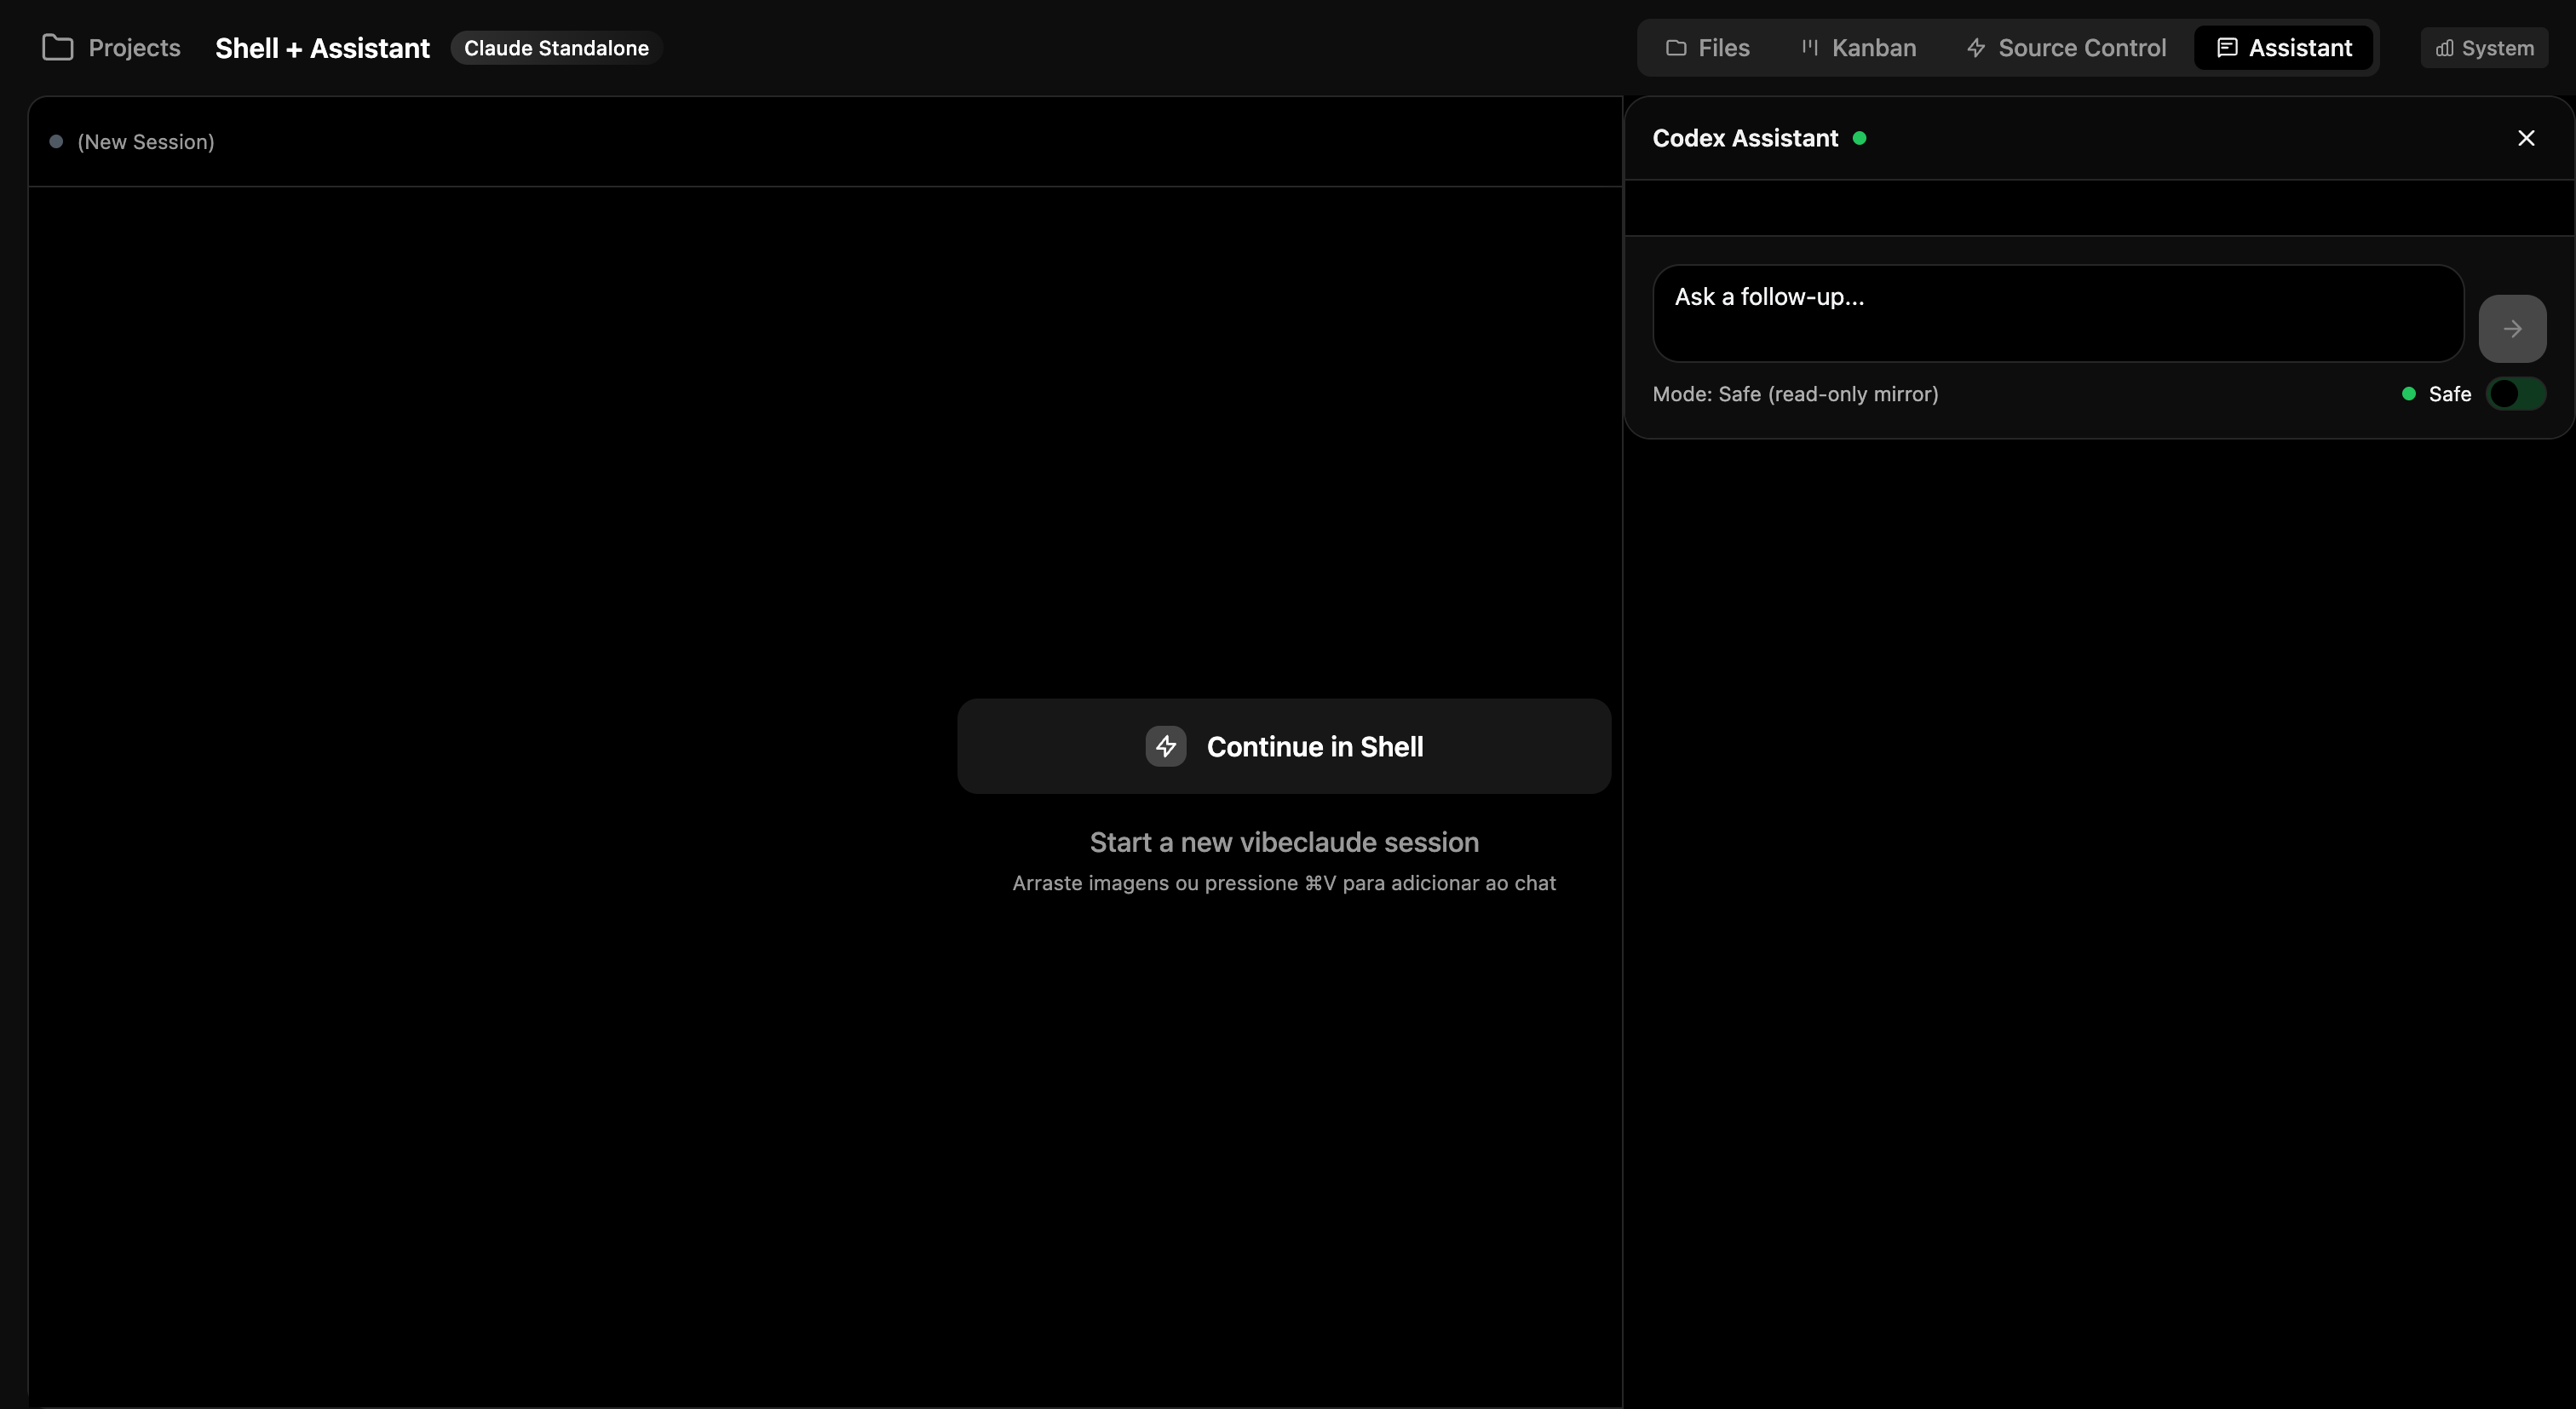 Projects
Shell + Assistant
Claude Standalone
Files
Kanban
Source Control
Assistant
System
(New Session)
Codex Assistant
Ask a follow-up...
Mode: Safe (read-only mirror)
Safe
Continue in Shell
Start a new vibeclaude session
Arraste imagens ou pressione ⌘V para adicionar ao chat